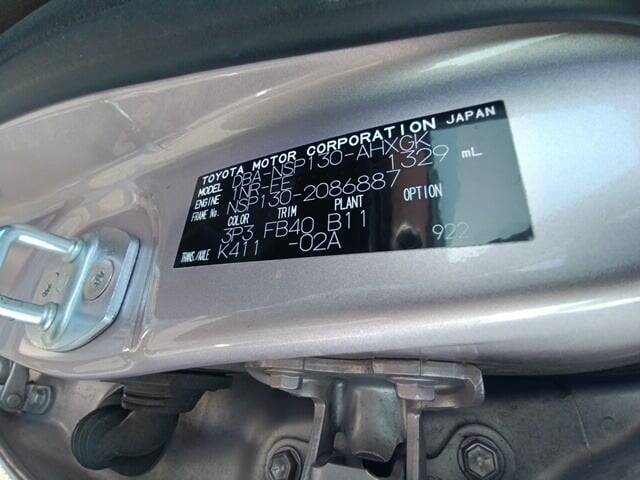 TOYOTA MOTOR CORPORATION JAPAN
MODEL DBA-NSP130-AHXGK
ENGINE 1NR-FE 1329 mL
FRAME No. NSP130-2086887
COLOR TRIM PLANT OPTION
3P3 FB40 B11
TRANS./AXLE K411 -02A 922